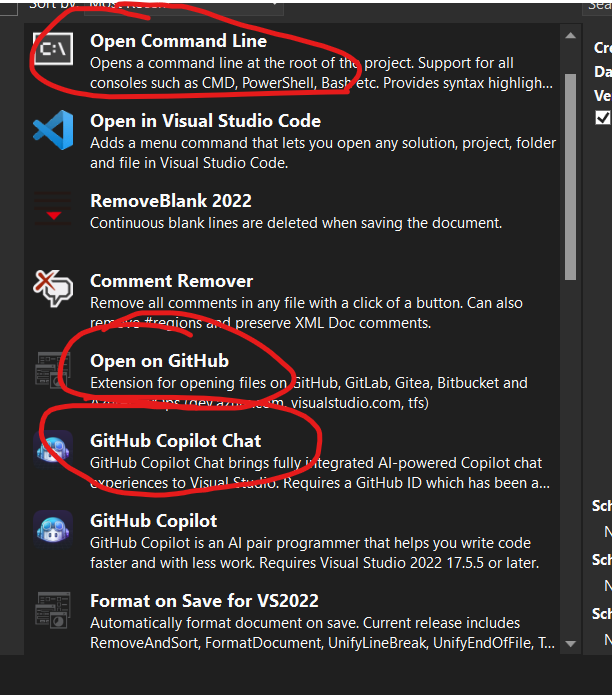 Sort by: Most Recent
Sea
C:\
Open Command Line
Opens a command line at the root of the project. Support for all
consoles such as CMD, PowerShell, Bash etc. Provides syntax highligh...
Cre
Da
Ve
Open in Visual Studio Code
Adds a menu command that lets you open any solution, project, folder
and file in Visual Studio Code.
RemoveBlank 2022
Continuous blank lines are deleted when saving the document.
Comment Remover
Remove all comments in any file with a click of a button. Can also
remove #regions and preserve XML Doc comments.
Open on GitHub
Extension for opening files on GitHub, GitLab, Gitea, Bitbucket and
visualstudio.com, tfs)
GitHub Copilot Chat
GitHub Copilot Chat brings fully integrated AI-powered Copilot chat
experiences to Visual Studio. Requires a GitHub ID which has been a...
Sch
N
GitHub Copilot
GitHub Copilot is an AI pair programmer that helps you write code
faster and with less work. Requires Visual Studio 2022 17.5.5 or later.
Sch
N
Format on Save for VS2022
Automatically format document on save. Current release includes
RemoveAndSort, FormatDocument, UnifyLineBreak, UnifyEndOfFile, T...
Sch
N